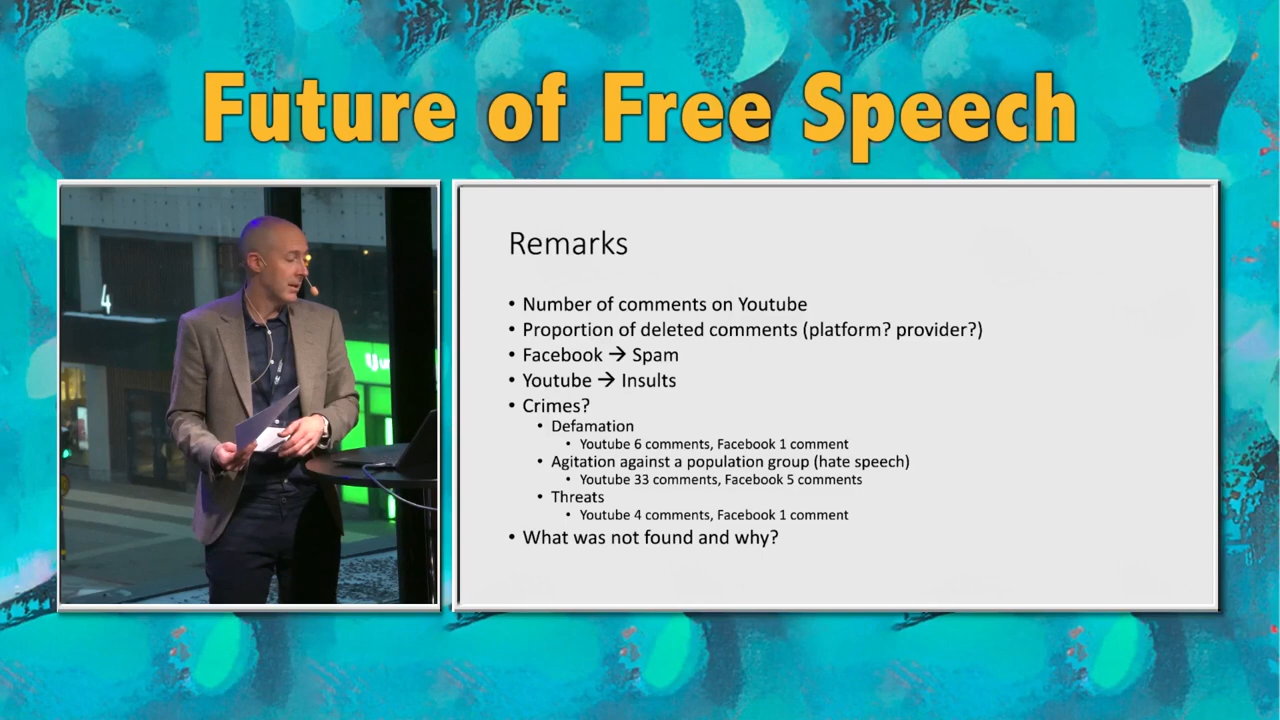 Future of Free Speech
4
Remarks
• Number of comments on Youtube
• Proportion of deleted comments (platform? provider?)
• Facebook → Spam
• Youtube → Insults
• Crimes?
• Defamation
• Youtube 6 comments, Facebook 1 comment
• Agitation against a population group (hate speech)
• Youtube 33 comments, Facebook 5 comments
• Threats
• Youtube 4 comments, Facebook 1 comment
• What was not found and why?